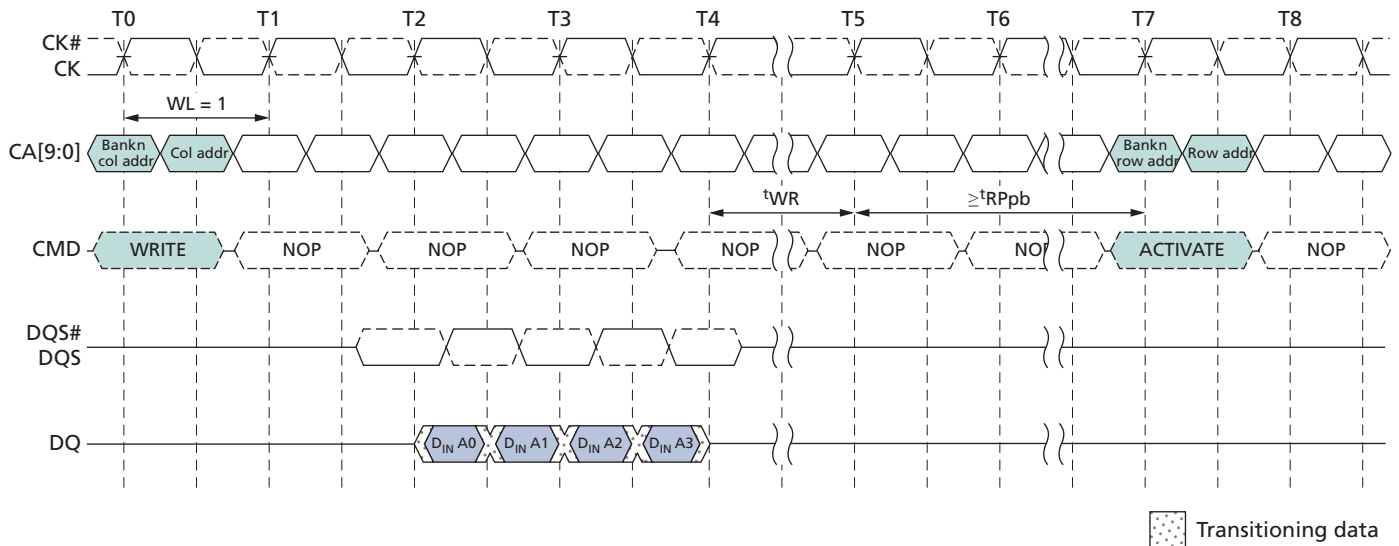 T0 T1 T2 T3 T4 T5 T6 T7 T8
CK#
CK
WL = 1
CA[9:0]
Bankn
col addr
Col addr
Bankn
row addr
Row addr
tWR
≥tRPpb
CMD
WRITE NOP NOP NOP NOP NOP NOP ACTIVATE NOP
DQS#
DQS
DQ
DIN A0 DIN A1 DIN A2 DIN A3
Transitioning data